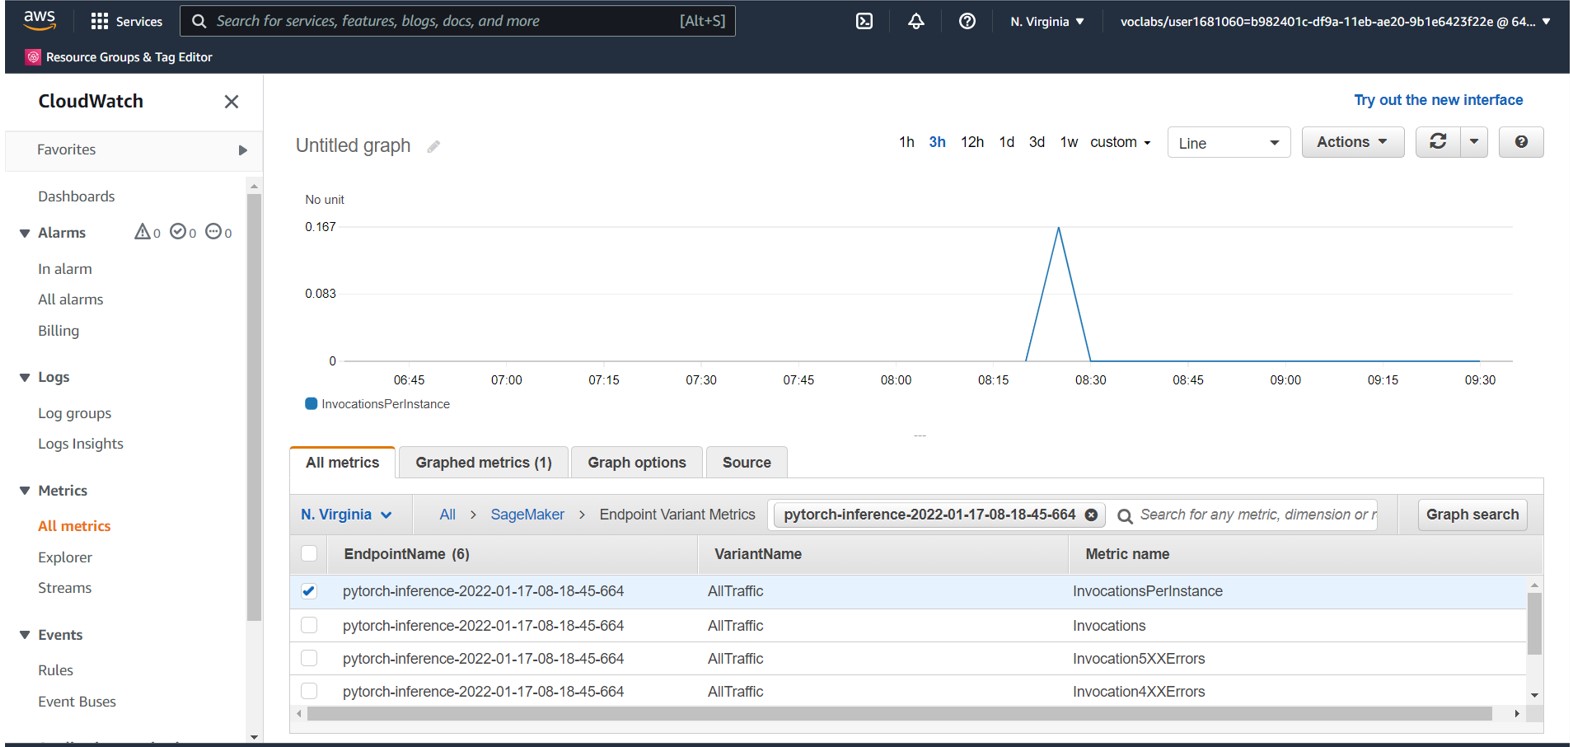 aws Services Search for services, features, blogs, docs, and more [Alt+S] N. Virginia voclabs/user1681060=b982401c-df9a-11eb-ae20-9b1e6423f22e @ 64...
Resource Groups & Tag Editor
CloudWatch
Favorites
Dashboards
Alarms 0 0 0
In alarm
All alarms
Billing
Logs
Log groups
Logs Insights
Metrics
All metrics
Explorer
Streams
Events
Rules
Event Buses
Try out the new interface
Untitled graph 1h 3h 12h 1d 3d 1w custom Line Actions
No unit
0.167
0.083
0
06:45 07:00 07:15 07:30 07:45 08:00 08:15 08:30 08:45 09:00 09:15 09:30
InvocationsPerInstance
All metrics Graphed metrics (1) Graph options Source
N. Virginia All > SageMaker > Endpoint Variant Metrics pytorch-inference-2022-01-17-08-18-45-664 Search for any metric, dimension or r Graph search
EndpointName (6) VariantName Metric name
pytorch-inference-2022-01-17-08-18-45-664 AllTraffic InvocationsPerInstance
pytorch-inference-2022-01-17-08-18-45-664 AllTraffic Invocations
pytorch-inference-2022-01-17-08-18-45-664 AllTraffic Invocation5XXErrors
pytorch-inference-2022-01-17-08-18-45-664 AllTraffic Invocation4XXErrors